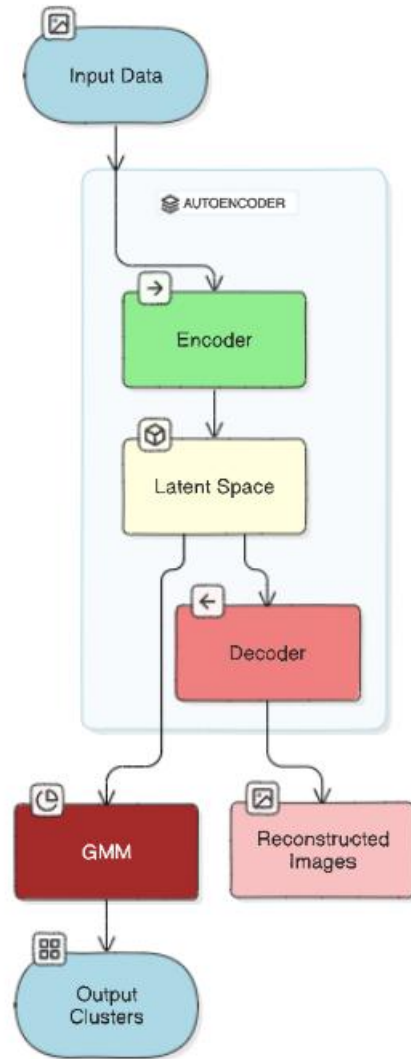 Input Data
AUTOENCODER
Encoder
Latent Space
Decoder
GMM
Reconstructed
Images
Output
Clusters